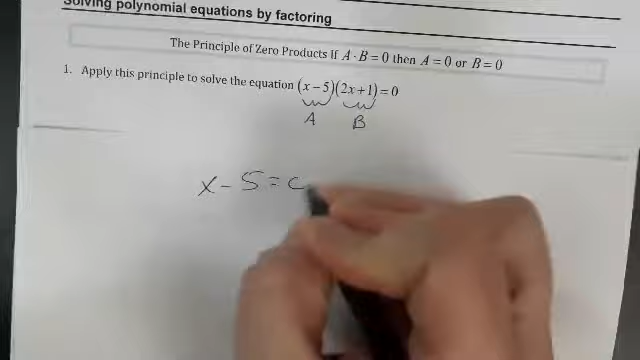 Solving polynomial equations by factoring
The Principle of Zero Products if A · B = 0 then A = 0 or B = 0
1. Apply this principle to solve the equation (x − 5)(2x + 1) = 0
A B
x − 5 =